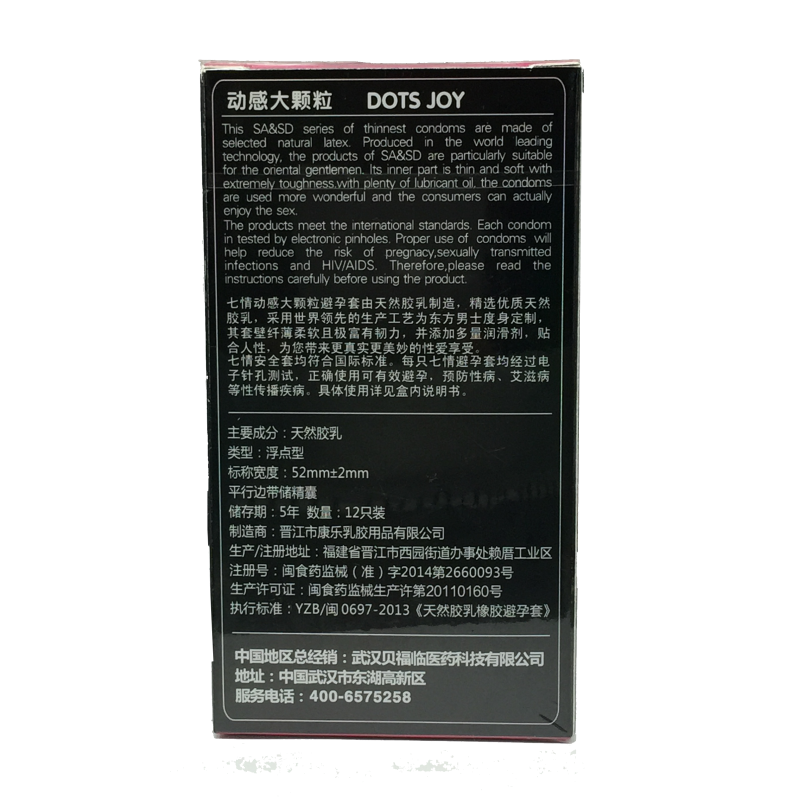 动感大颗粒 DOTS JOY
This SA&SD series of thinnest condoms are made of
selected natural latex. Produced in the world leading
technology, the products of SA&SD are particularly suitable
for the oriental gentlemen. Its inner part is thin and soft with
extremely toughness.with plenty of lubricant oil, the condoms
are used more wonderful and the consumers can actually
enjoy the sex.
The products meet the international standards. Each condom
in tested by electronic pinholes. Proper use of condoms will
help reduce the risk of pregnacy,sexually transmitted
infections and HIV/AIDS. Therefore,please read the
instructions carefully before using the product.
七情动感大颗粒避孕套由天然胶乳制造，精选优质天然
胶乳，采用世界领先的生产工艺为东方男士度身定制，
其套壁纤薄柔软且极富有韧力，并添加多量润滑剂，贴
合人性，为您带来更真实更美妙的性爱享受。
七情安全套均符合国际标准。每只七情避孕套均经过电
子针孔测试，正确使用可有效避孕，预防性病、艾滋病
等性传播疾病。具体使用详见盒内说明书。
主要成分：天然胶乳
类型：浮点型
标称宽度：52mm±2mm
平行边带储精囊
储存期：5年 数量：12只装
制造商：晋江市康乐乳胶用品有限公司
生产/注册地址：福建省晋江市西园街道办事处赖厝工业区
注册号：闽食药监械（准）字2014第2660093号
生产许可证：闽食药监械生产许第20110160号
执行标准：YZB/闽 0697-2013《天然胶乳橡胶避孕套》
中国地区总经销：武汉贝福临医药科技有限公司
地址：中国武汉市东湖高新区
服务电话：400-6575258